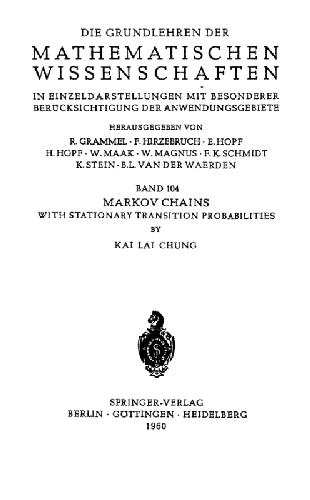 DIE GRUNDLEHREN DER
MATHEMATISCHEN
WISSENSCHAFTEN
IN EINZELDARSTELLUNGEN MIT BESONDERER
BERÜCKSICHTIGUNG DER ANWENDUNGSGEBIETE
HERAUSGEGEBEN VON
R. GRAMMEL · F. HIRZEBRUCH · E. HOPF
H. HOPF · W. MAAK · W. MAGNUS · F. K. SCHMIDT
K. STEIN · B. L. VAN DER WAERDEN
BAND 104
MARKOV CHAINS
WITH STATIONARY TRANSITION PROBABILITIES
BY
KAI LAI CHUNG
SPRINGER-VERLAG
BERLIN · GÖTTINGEN · HEIDELBERG
1960